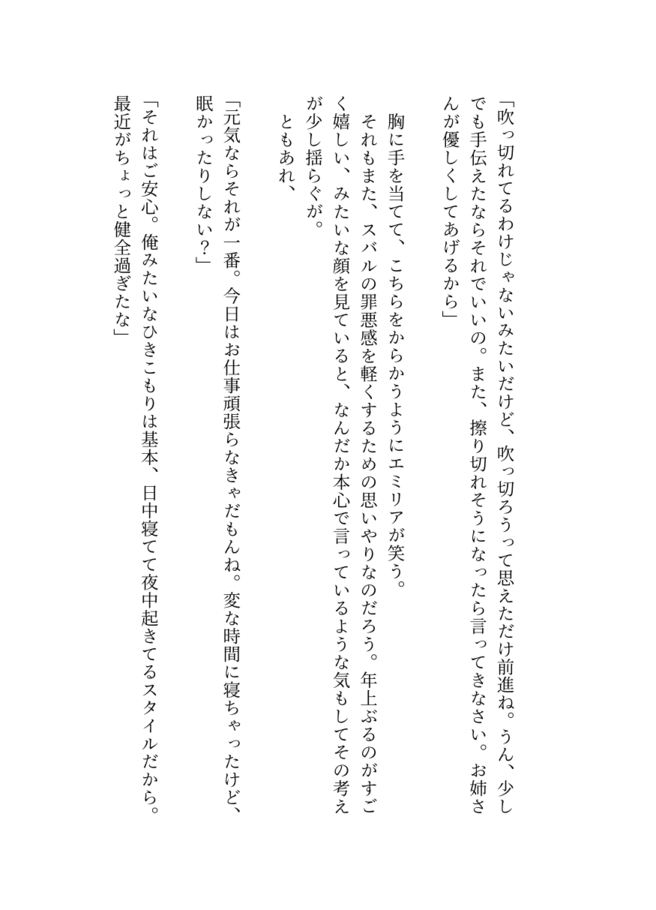 「吹っ切れてるわけじゃないみたいだけど、吹っ切ろうって思えただけ前進ね。うん、少し
でも手伝えたならそれでいいの。また、擦り切れそうになったら言ってきなさい。お姉さ
んが優しくしてあげるから」
胸に手を当てて、こちらをからかうようにエミリアが笑う。
それもまた、スバルの罪悪感を軽くするための思いやりなのだろう。年上ぶるのがすご
く嬉しい、みたいな顔を見ていると、なんだか本心で言っているような気もしてその考え
が少し揺らぐが。
ともあれ、
「元気ならそれが一番。今日はお仕事頑張らなきゃだもんね。変な時間に寝ちゃったけど、
眠かったりしない？」
「それはご安心。俺みたいなひきこもりは基本、日中寝てて夜中起きてるスタイルだから。
最近がちょっと健全過ぎたな」